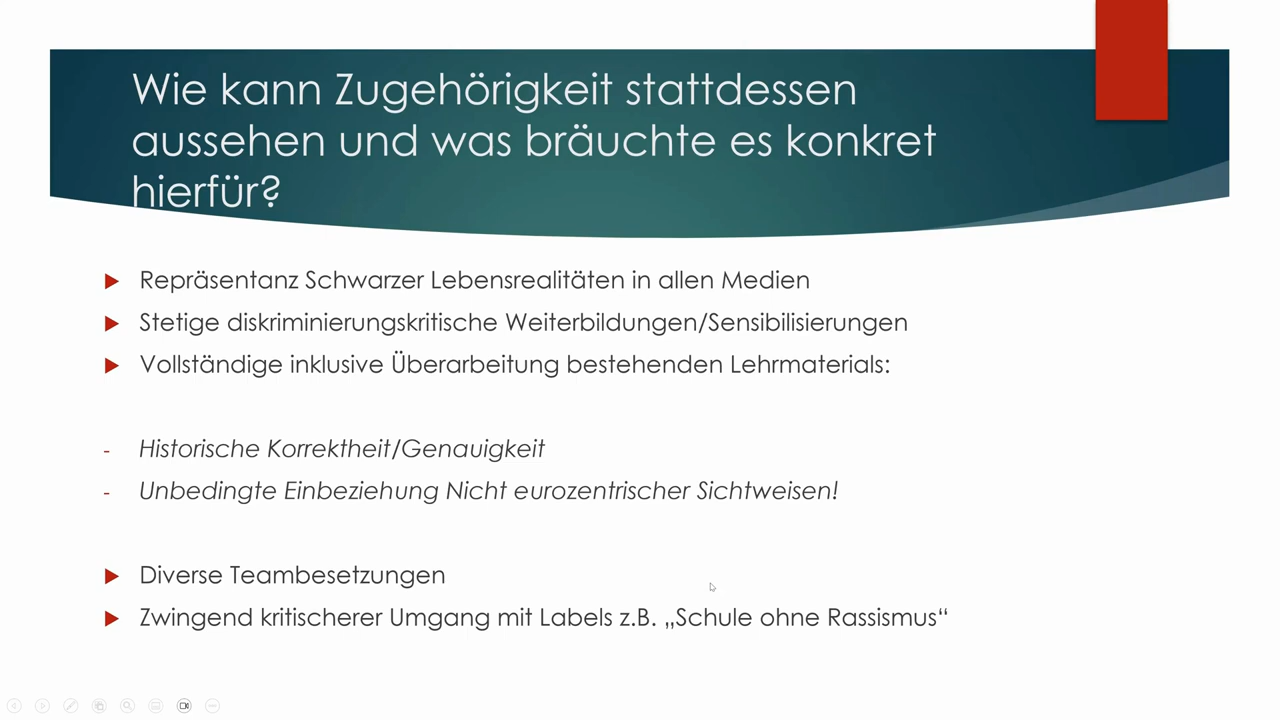 Wie kann Zugehörigkeit stattdessen
aussehen und was bräuchte es konkret
hierfür?
Repräsentanz Schwarzer Lebensrealitäten in allen Medien
Stetige diskriminierungskritische Weiterbildungen/Sensibilisierungen
Vollständige inklusive Überarbeitung bestehenden Lehrmaterials:
- Historische Korrektheit/Genauigkeit
- Unbedingte Einbeziehung Nicht eurozentrischer Sichtweisen!
Diverse Teambesetzungen
Zwingend kritischerer Umgang mit Labels z.B. „Schule ohne Rassismus“